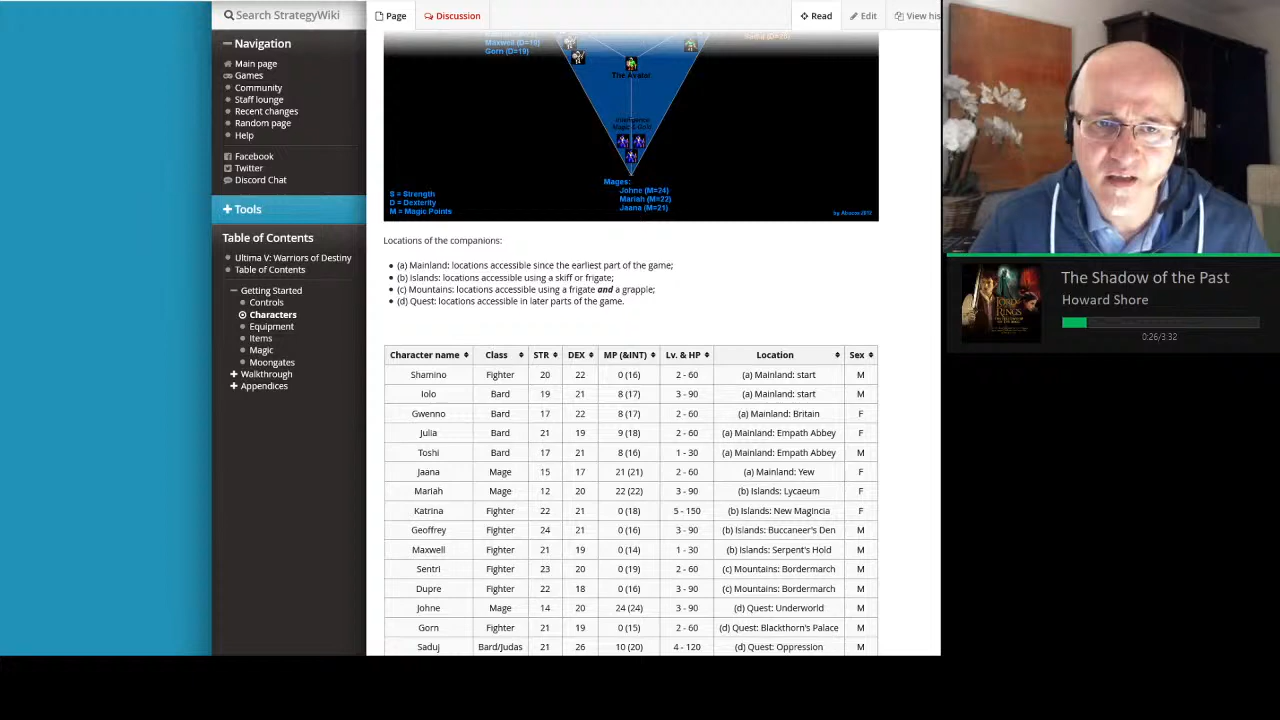 Search StrategyWiki
Page
Discussion
Read
Edit
View his
Navigation
Main page
Games
Community
Staff lounge
Recent changes
Random page
Help
Facebook
Twitter
Discord Chat
Tools
Table of Contents
Ultima V: Warriors of Destiny
Table of Contents
Getting Started
Controls
Characters
Equipment
Items
Magic
Moongates
Walkthrough
Appendices
Maxwell (D=19)
Gorn (D=19)
The Avatar
Mages:
Johne (M=24)
Mariah (M=22)
Jaana (M=21)
S = Strength
D = Dexterity
M = Magic Points
Locations of the companions:
(a) Mainland: locations accessible since the earliest part of the game;
(b) Islands: locations accessible using a skiff or frigate;
(c) Mountains: locations accessible using a frigate and a grapple;
(d) Quest: locations accessible in later parts of the game.
Character name Class STR DEX MP (&INT) Lv. & HP Location Sex
Shamino Fighter 20 22 0 (16) 2 - 60 (a) Mainland: start M
Iolo Bard 19 21 8 (17) 3 - 90 (a) Mainland: start M
Gwenno Bard 17 22 8 (17) 2 - 60 (a) Mainland: Britain F
Julia Bard 21 19 9 (18) 2 - 60 (a) Mainland: Empath Abbey F
Toshi Bard 17 21 8 (16) 1 - 30 (a) Mainland: Empath Abbey M
Jaana Mage 15 17 21 (21) 2 - 60 (a) Mainland: Yew F
Mariah Mage 12 20 22 (22) 3 - 90 (b) Islands: Lycaeum F
Katrina Fighter 22 21 0 (18) 5 - 150 (b) Islands: New Magincia F
Geoffrey Fighter 24 21 0 (16) 3 - 90 (b) Islands: Buccaneer's Den M
Maxwell Fighter 21 19 0 (14) 1 - 30 (b) Islands: Serpent's Hold M
Sentri Fighter 23 20 0 (19) 2 - 60 (c) Mountains: Bordermarch M
Dupre Fighter 22 18 0 (16) 3 - 90 (c) Mountains: Bordermarch M
Johne Mage 14 20 24 (24) 3 - 90 (d) Quest: Underworld M
Gorn Fighter 21 19 0 (15) 2 - 60 (d) Quest: Blackthorn's Palace M
Saduj Bard/Judas 21 26 10 (20) 4 - 120 (d) Quest: Oppression M
The Shadow of the Past
Howard Shore
0:26/3:32